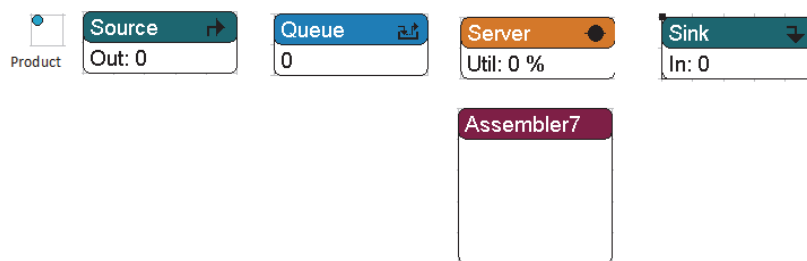 Product
Source
Out: 0
Queue
0
Server
Util: 0 %
Sink
In: 0
Assembler7